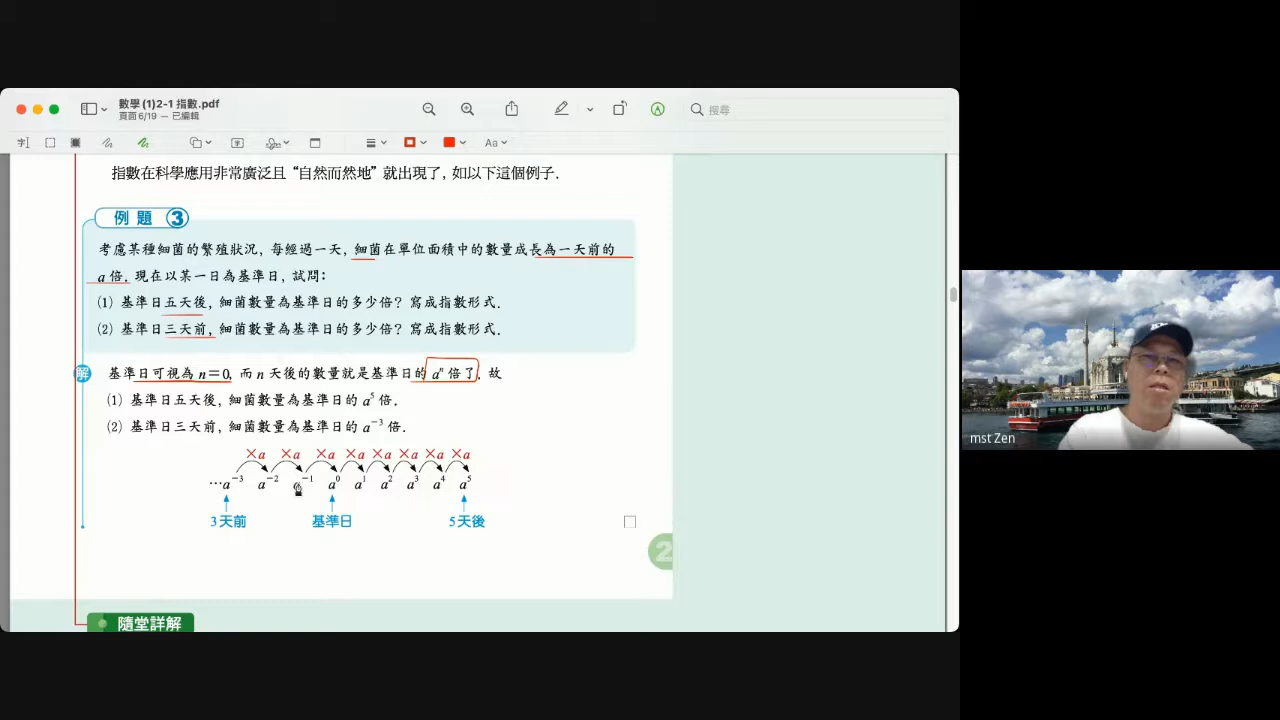 數學(1)2-1 指數.pdf
頁面 6/19 — 已編輯
搜尋
Aa
指數在科學應用非常廣泛且“自然而然地”就出現了，如以下這個例子．
例題 3
考慮某種細菌的繁殖狀況，每經過一天，細菌在單位面積中的數量成長為一天前的
a 倍．現在以某一日為基準日，試問：
(1) 基準日五天後，細菌數量為基準日的多少倍？寫成指數形式．
(2) 基準日三天前，細菌數量為基準日的多少倍？寫成指數形式．
解 基準日可視為 n＝0，而 n 天後的數量就是基準日的 aⁿ 倍了．故
(1) 基準日五天後，細菌數量為基準日的 a⁵ 倍．
(2) 基準日三天前，細菌數量為基準日的 a⁻³ 倍．
×a ×a ×a ×a ×a ×a ×a ×a
⋯a⁻³ a⁻² a⁻¹ a⁰ a¹ a² a³ a⁴ a⁵
3天前 基準日 5天後
2
隨堂詳解
mst Zen